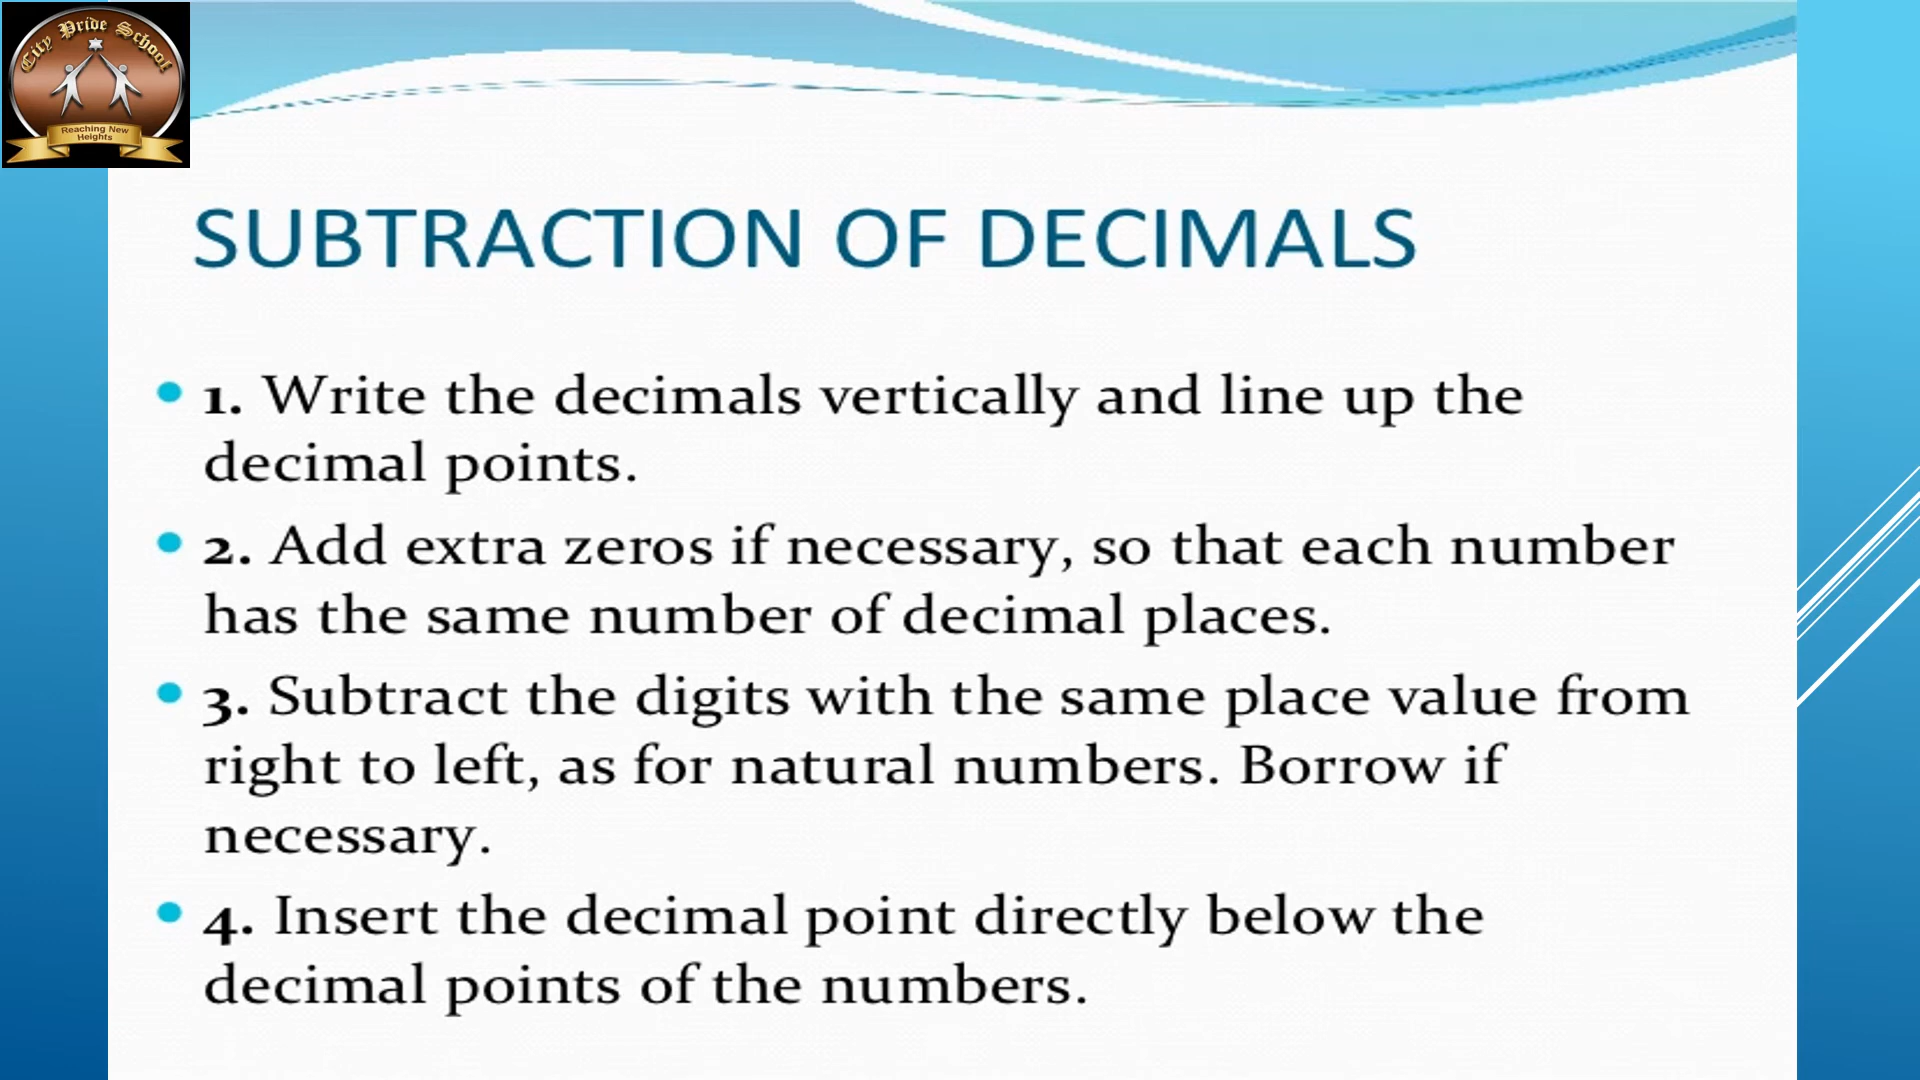 City Pride School
Reaching New
Heights
SUBTRACTION OF DECIMALS
• 1. Write the decimals vertically and line up the
decimal points.
• 2. Add extra zeros if necessary, so that each number
has the same number of decimal places.
• 3. Subtract the digits with the same place value from
right to left, as for natural numbers. Borrow if
necessary.
• 4. Insert the decimal point directly below the
decimal points of the numbers.